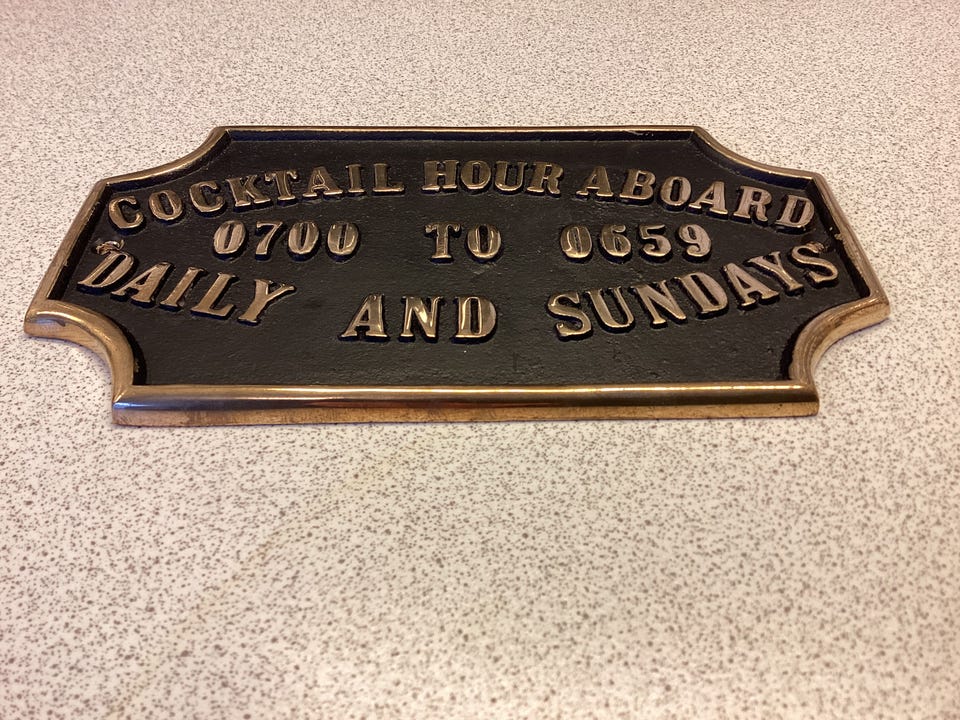 COCKTAIL HOUR ABOARD
0700 TO 0659
DAILY AND SUNDAYS